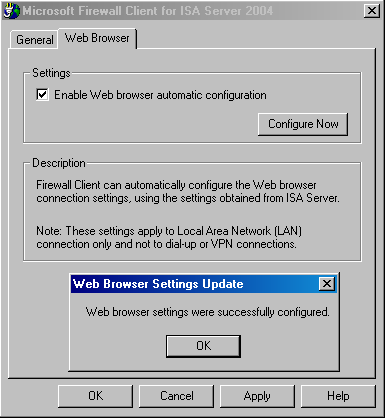 Microsoft Firewall Client for ISA Server 2004
General
Web Browser
Settings
Enable Web browser automatic configuration
Configure Now
Description
Firewall Client can automatically configure the Web browser
connection settings, using the settings obtained from ISA Server.
Note: These settings apply to Local Area Network (LAN)
connection only and not to dial-up or VPN connections.
Web Browser Settings Update
Web browser settings were successfully configured.
OK
OK
Cancel
Apply
Help